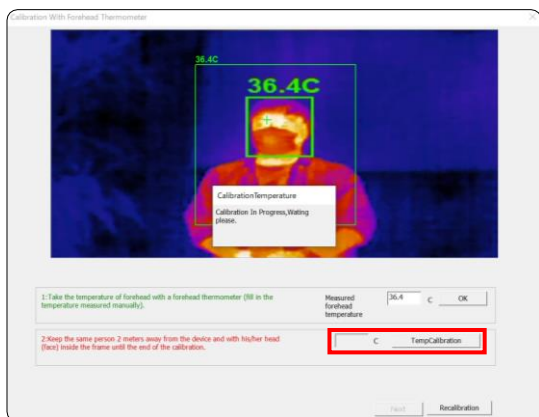 Calibration With Forehead Thermometer
36.4C
36.4C
CalibrationTemperature
Calibration In Progress,Wating
please.
1:Take the temperature of forehead with a forehead thermometer (fill in the
temperature measured manually).
Measured
forehead
temperature
36.4
C
OK
2:Keep the same person 2 meters away from the device and with his/her head
(face) inside the frame until the end of the calibration.
C
TempCalibration
Next
Recalibration